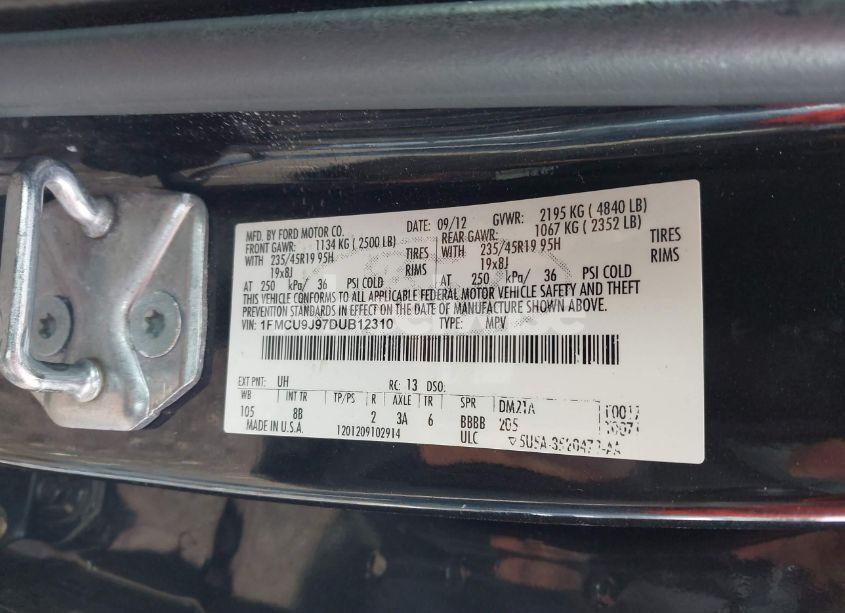 MFD. BY FORD MOTOR CO. DATE: 09/12 GVWR: 2195 KG ( 4840 LB)
FRONT GAWR: 1134 KG ( 2500 LB) REAR GAWR: 1067 KG ( 2352 LB)
WITH 235/45R19 95H TIRES WITH 235/45R19 95H TIRES
19x8J RIMS 19x8J RIMS
AT 250 kPa/ 36 PSI COLD AT 250 kPa/ 36 PSI COLD
THIS VEHICLE CONFORMS TO ALL APPLICABLE FEDERAL MOTOR VEHICLE SAFETY AND THEFT
PREVENTION STANDARDS IN EFFECT ON THE DATE OF MANUFACTURE SHOWN ABOVE.
VIN: 1FMCU9J97DUB12310 TYPE: MPV
EXT PNT: UH RC: 13 DSO:
WB INT TR TP/PS R AXLE TR SPR DM21A
105 8B 2 3A 6 BBBB 205
MADE IN U.S.A. 1201209102914 ULC